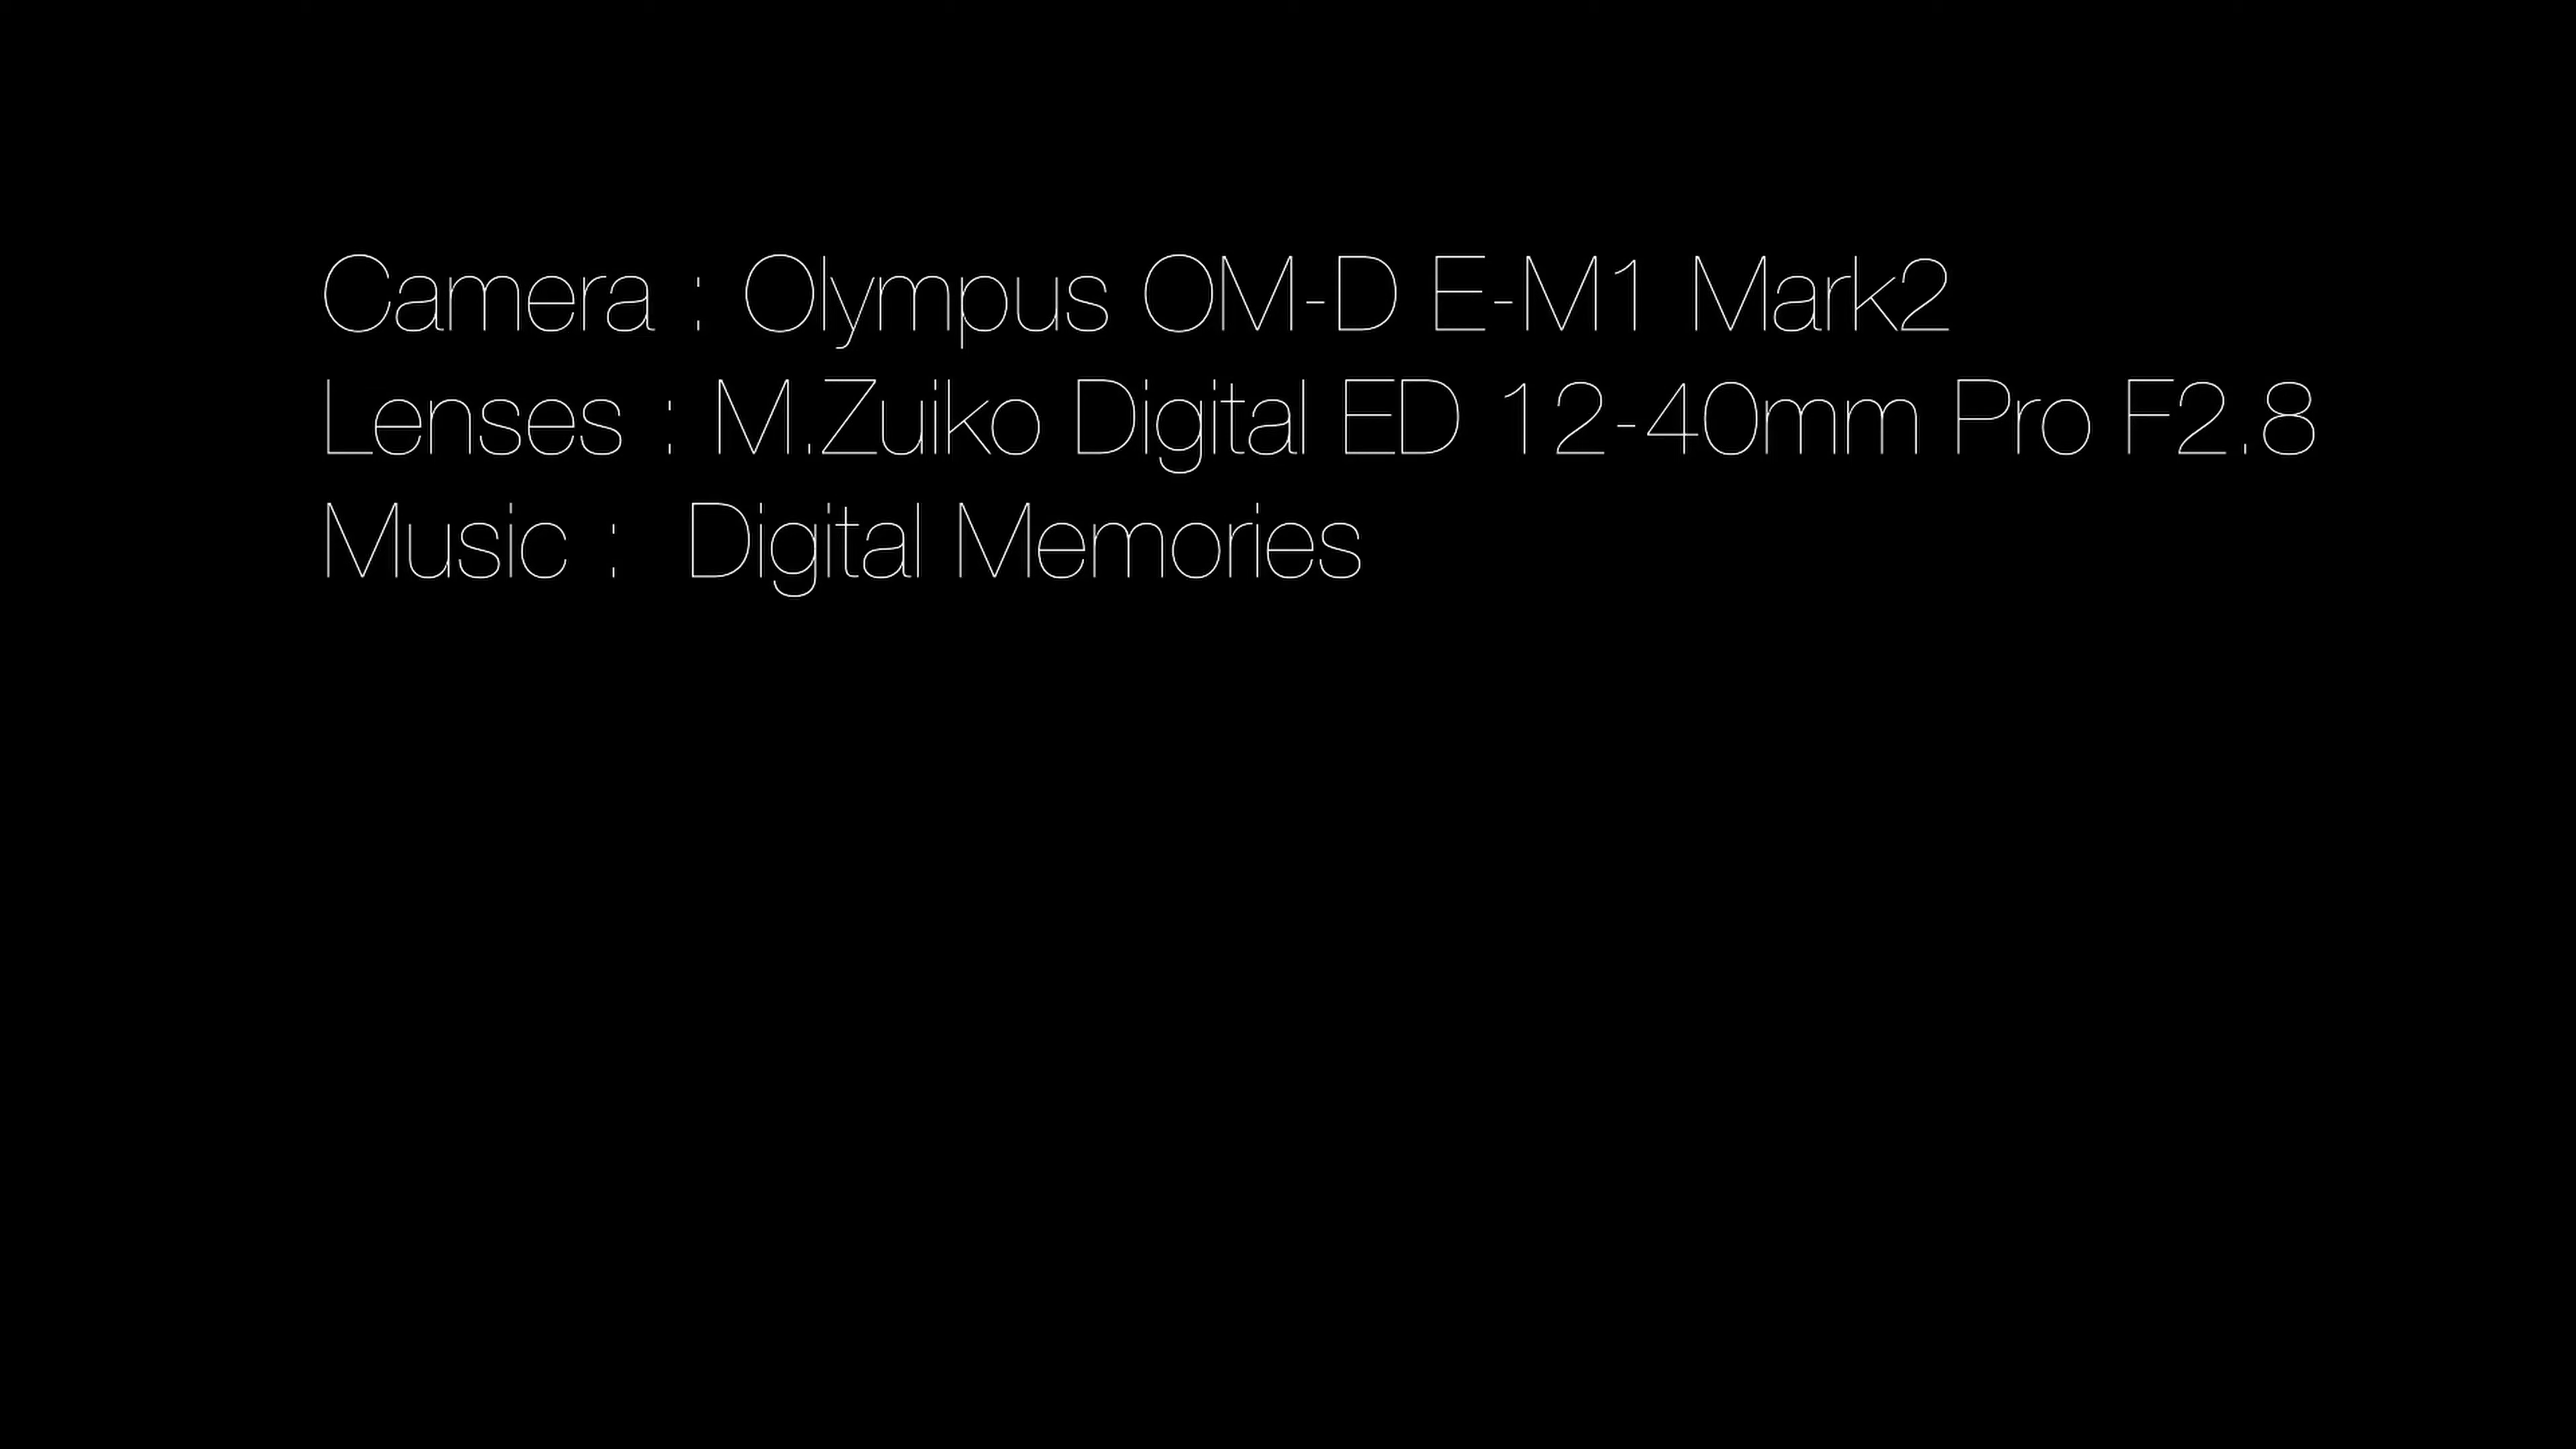 Camera : Olympus OM-D E-M1 Mark2
Lenses : M.Zuiko Digital ED 12-40mm Pro F2.8
Music :  Digital Memories